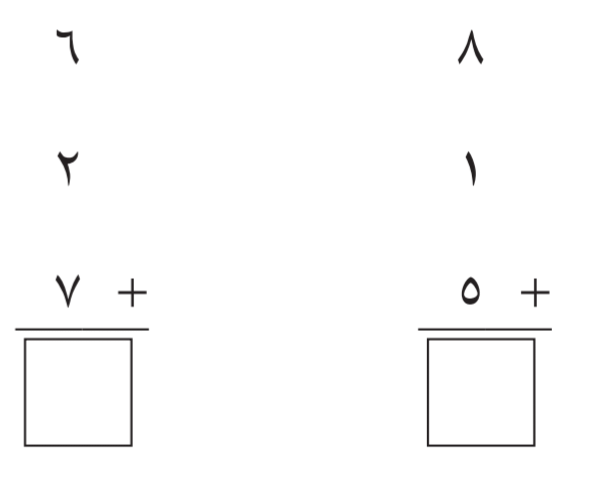 ٨ ٦
١ ٢
+ ٥ + ٧